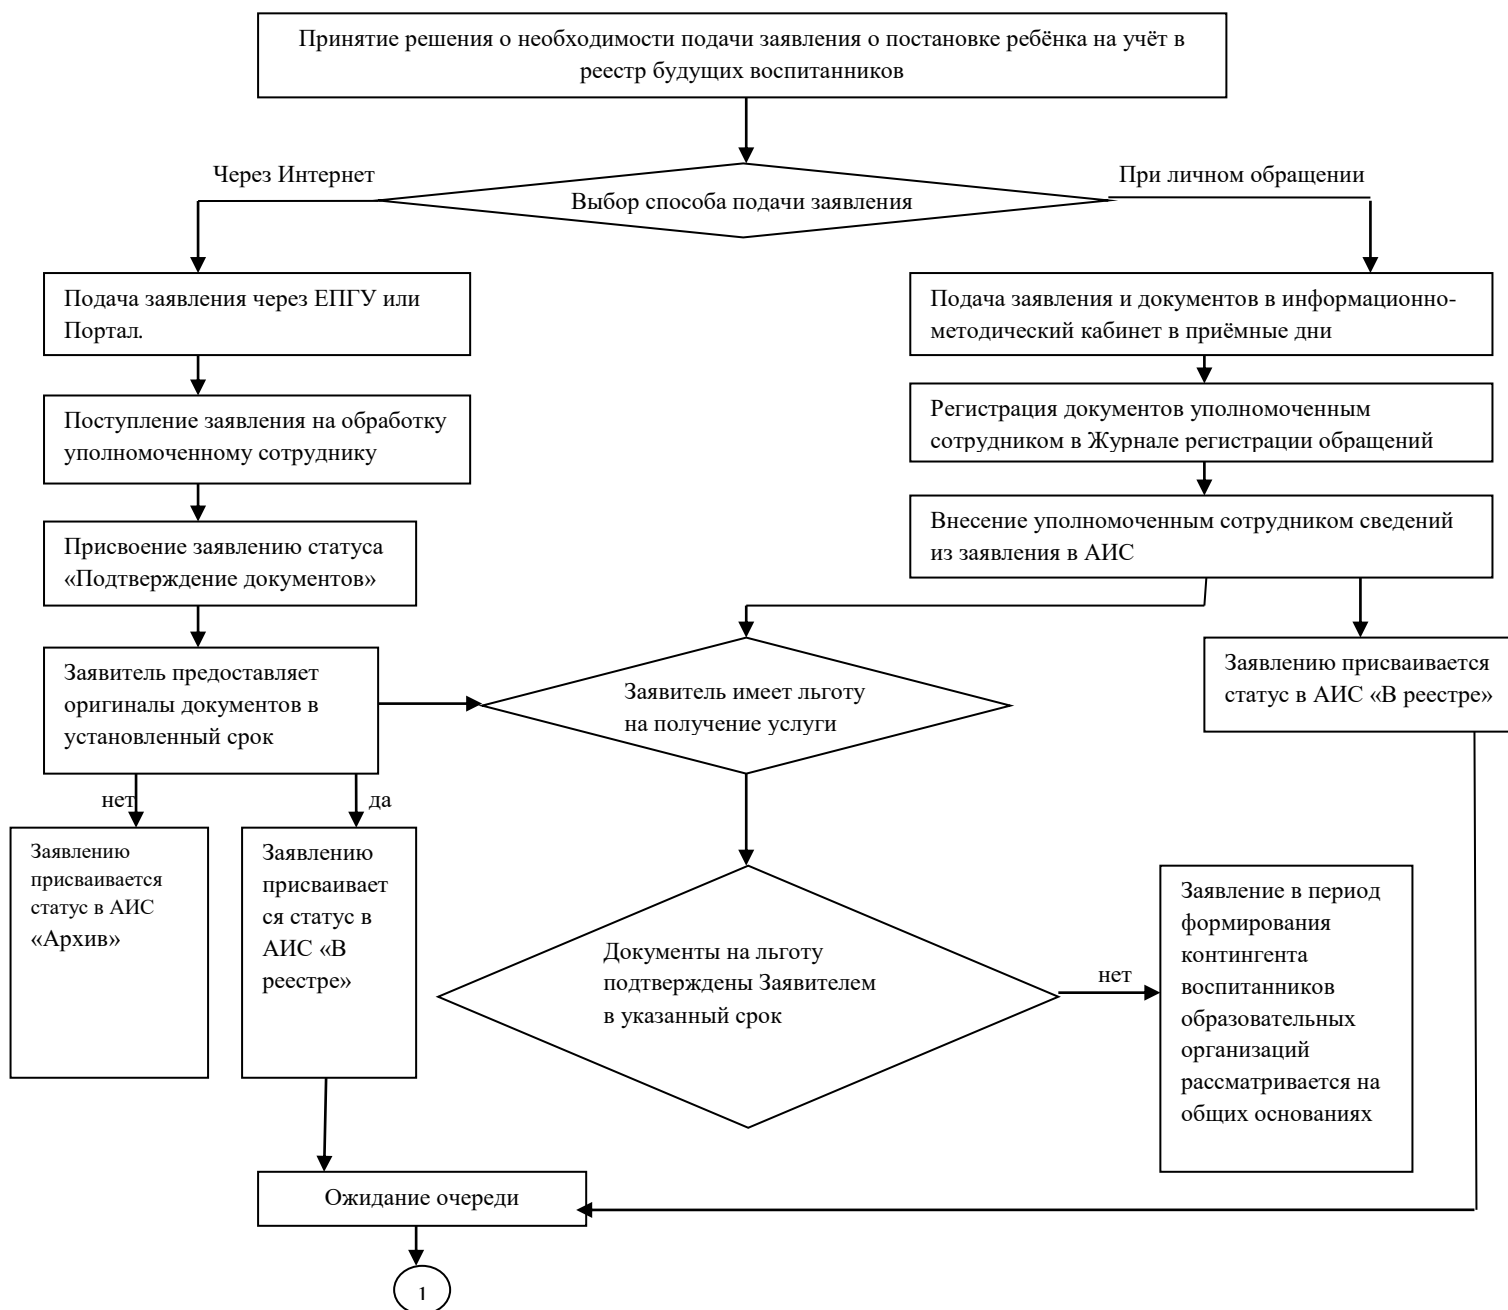 Принятие решения о необходимости подачи заявления о постановке ребёнка на учёт в
реестр будущих воспитанников
Через Интернет
При личном обращении
Выбор способа подачи заявления
Подача заявления через ЕПГУ или
Портал.
Подача заявления и документов в информационно-
методический кабинет в приёмные дни
Поступление заявления на обработку
уполномоченному сотруднику
Регистрация документов уполномоченным
сотрудником в Журнале регистрации обращений
Присвоение заявлению статуса
«Подтверждение документов»
Внесение уполномоченным сотрудником сведений
из заявления в АИС
Заявитель предоставляет
оригиналы документов в
установленный срок
Заявитель имеет льготу
на получение услуги
Заявлению присваивается
статус в АИС «В реестре»
нет
да
Заявлению
присваивается
статус в АИС
«Архив»
Заявлению
присваивает
ся статус в
АИС «В
реестре»
Документы на льготу
подтверждены Заявителем
в указанный срок
нет
Заявление в период
формирования
контингента
воспитанников
образовательных
организаций
рассматривается на
общих основаниях
Ожидание очереди
1